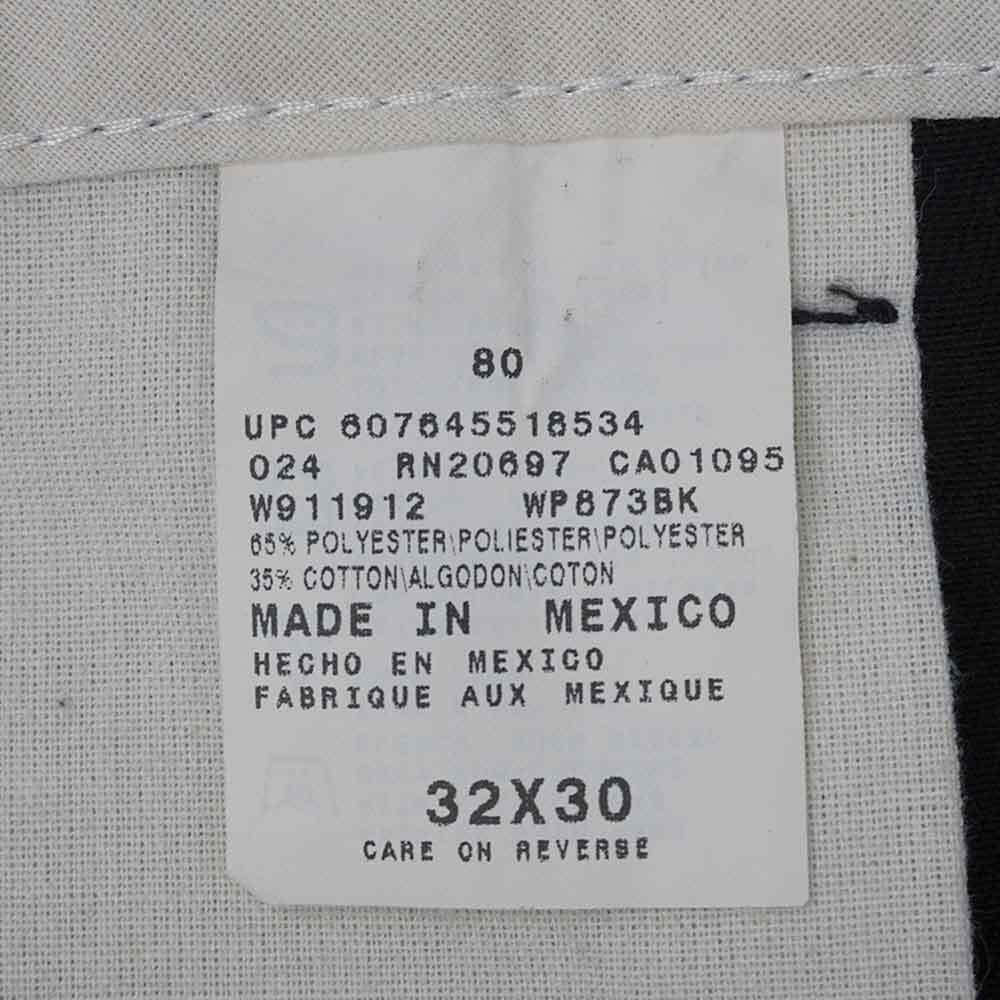 80
UPC 607645518534
024 RN20697 CA01095
W911912 WP873BK
65% POLYESTER\POLIESTER\POLYESTER
35% COTTON\ALGODON\COTON
MADE IN MEXICO
HECHO EN MEXICO
FABRIQUE AUX MEXIQUE
32X30
CARE ON REVERSE